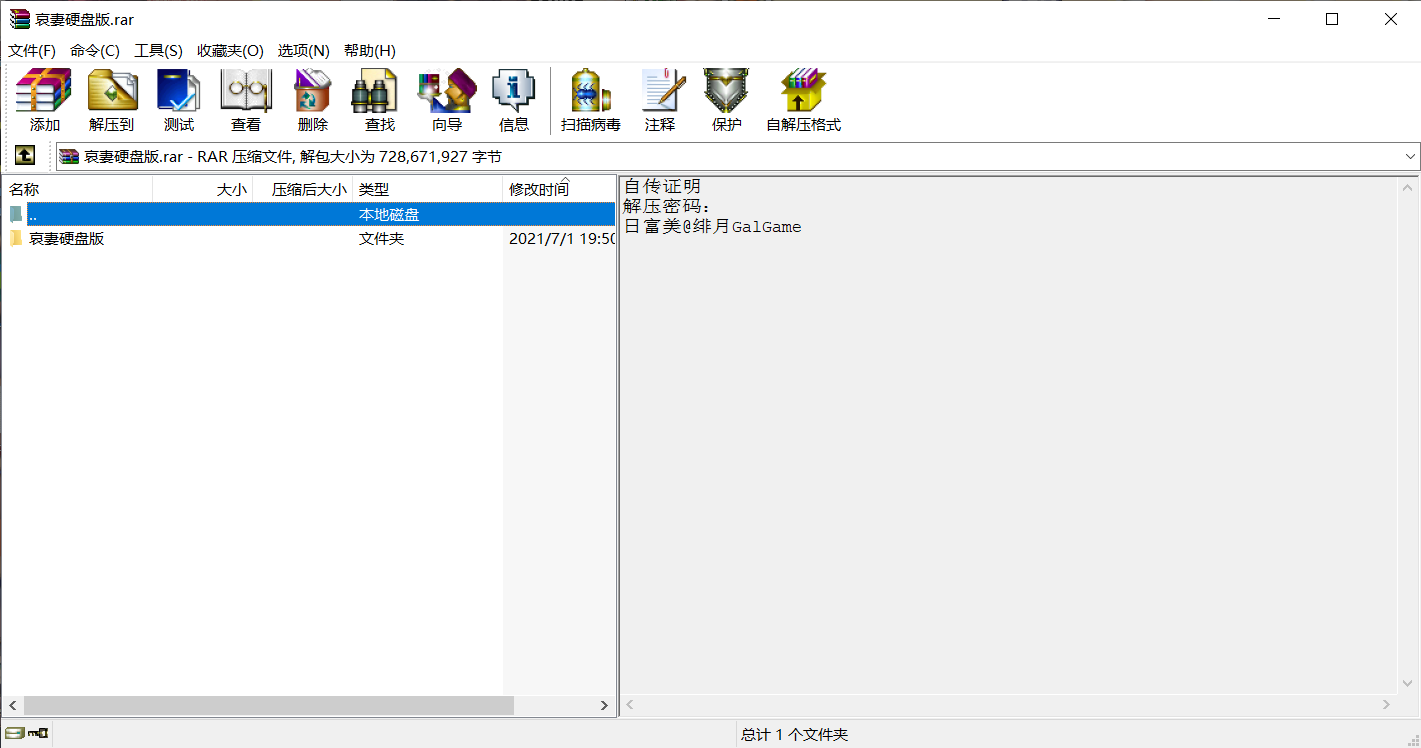 哀妻硬盘版.rar
文件(F) 命令(C) 工具(S) 收藏夹(O) 选项(N) 帮助(H)
添加 解压到 测试 查看 删除 查找 向导 信息 扫描病毒 注释 保护 自解压格式
哀妻硬盘版.rar - RAR 压缩文件, 解包大小为 728,671,927 字节
名称 大小 压缩后大小 类型 修改时间
.. 本地磁盘
哀妻硬盘版 文件夹 2021/7/1 19:50
自传证明
解压密码：
日富美@绯月GalGame
总计 1 个文件夹